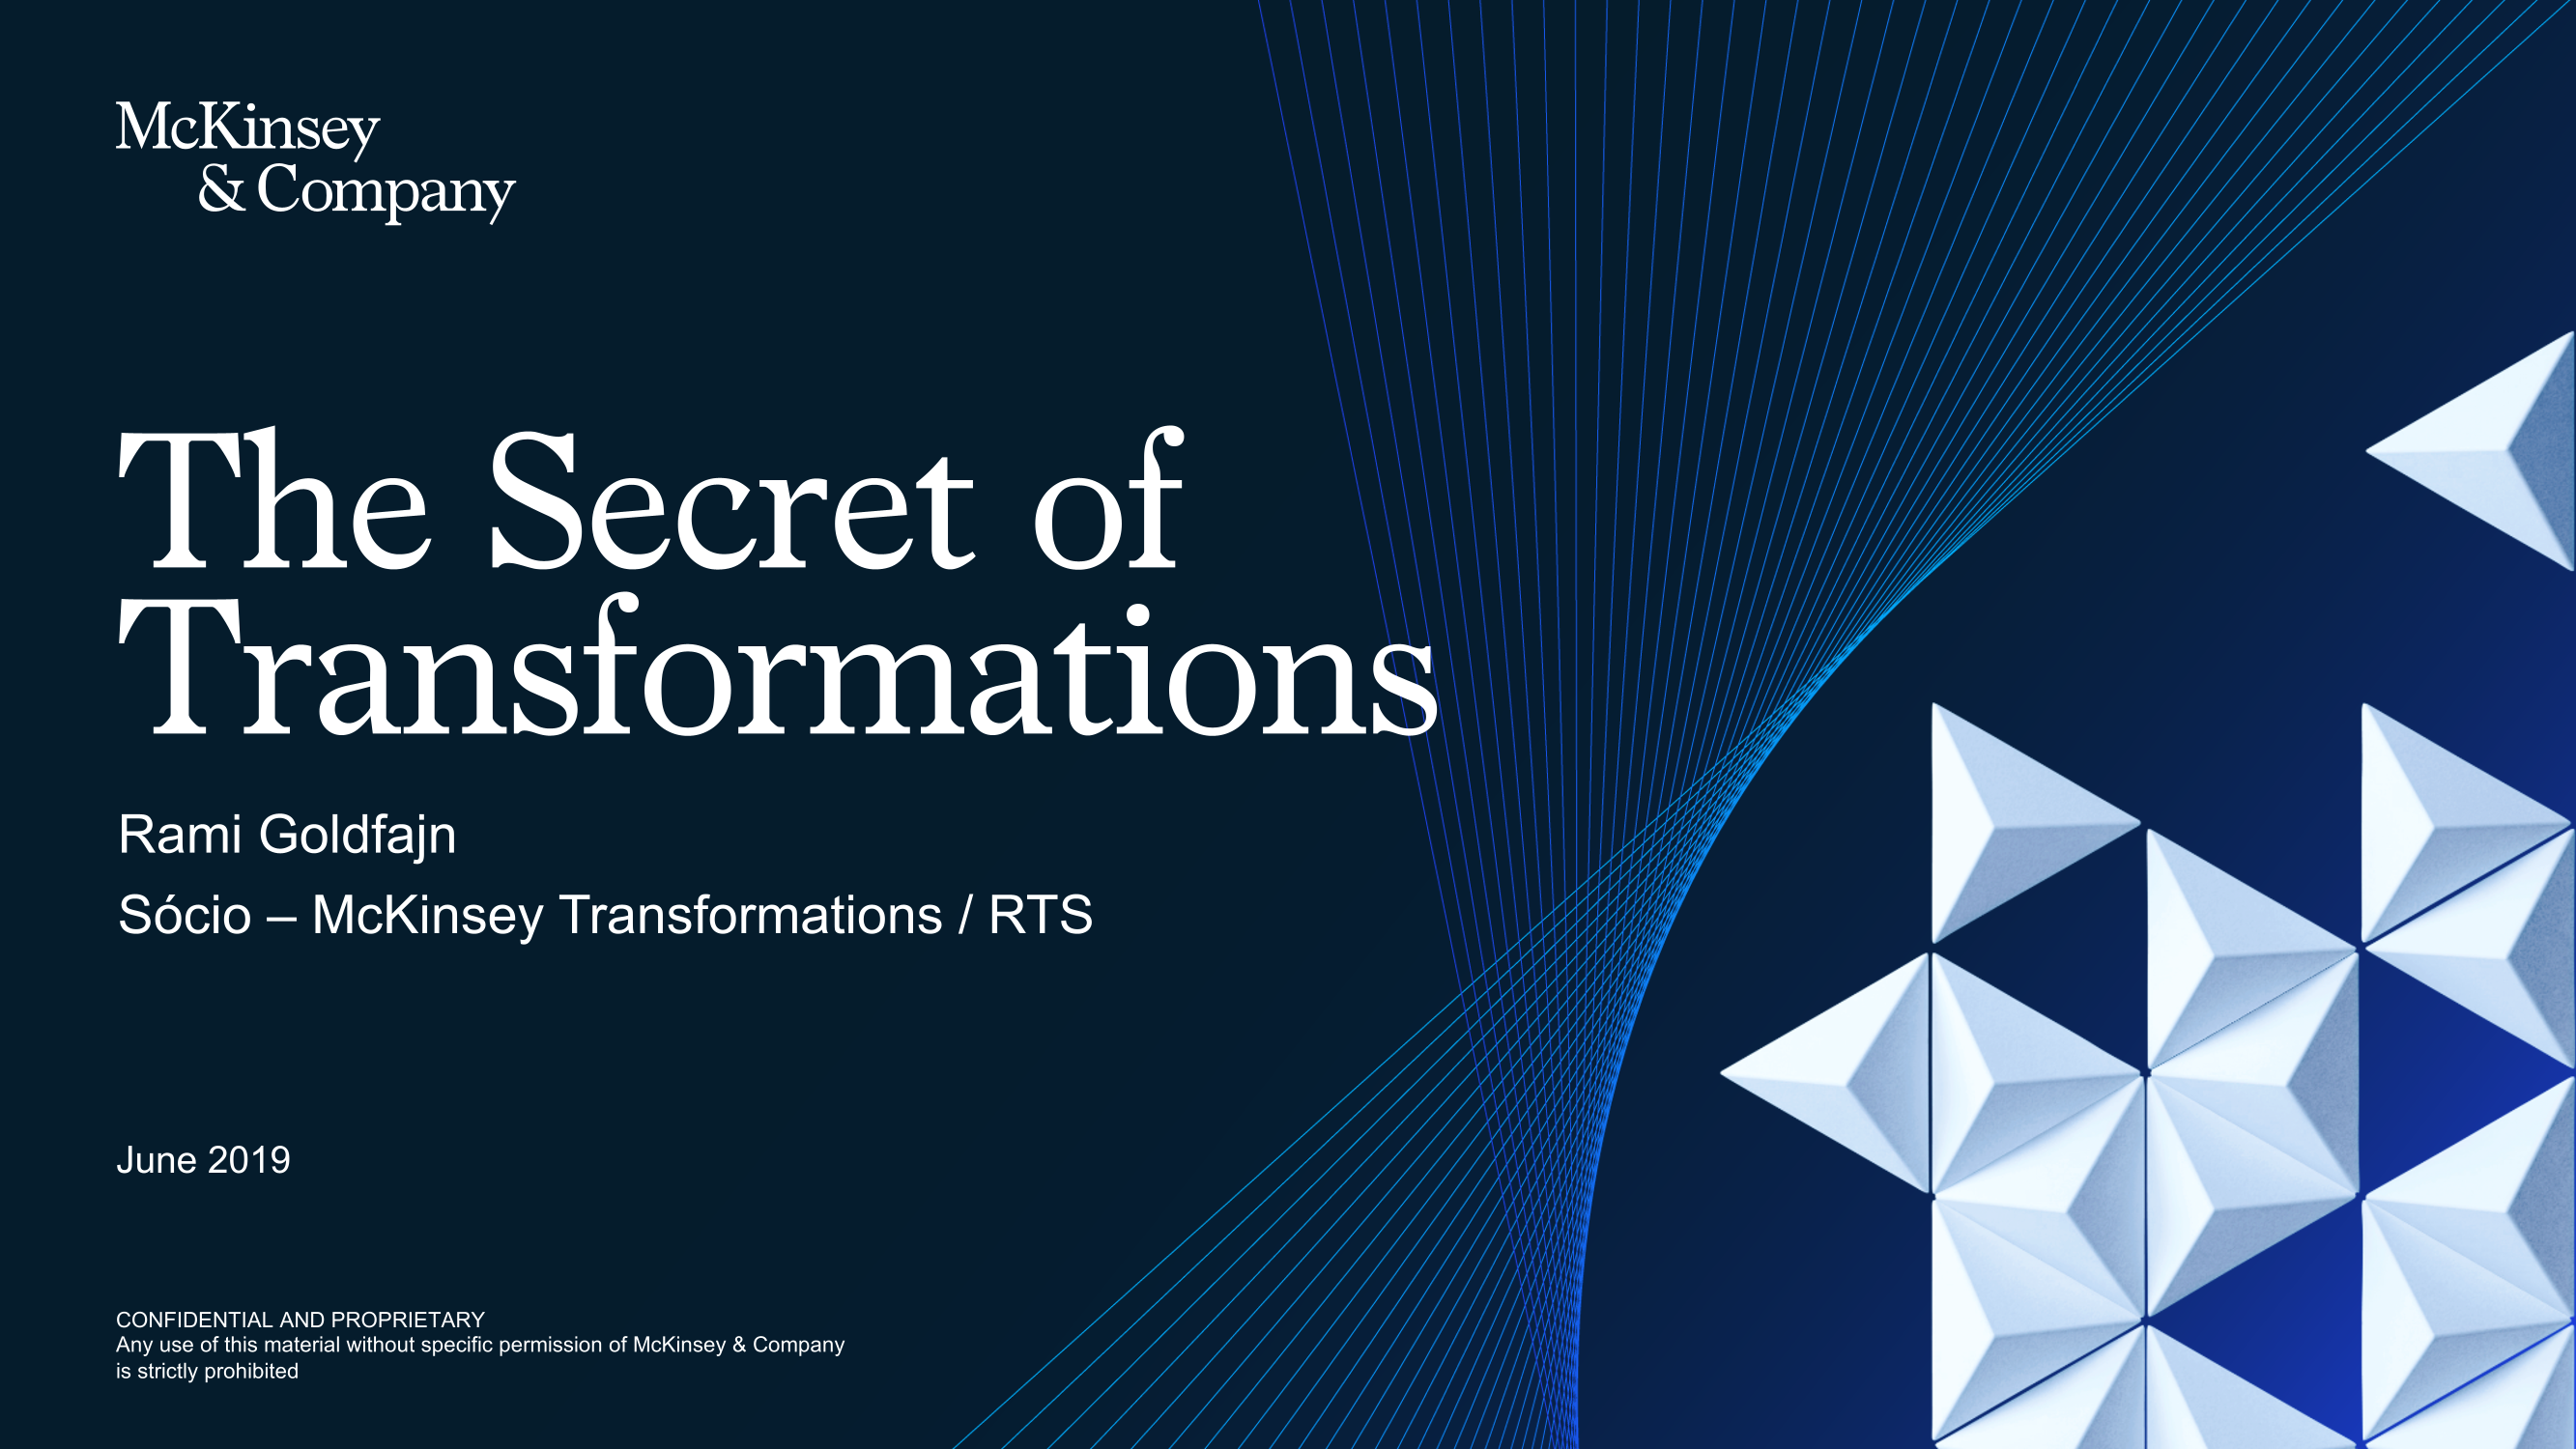 McKinsey
& Company
The Secret of
Transformations
Rami Goldfajn
Sócio – McKinsey Transformations / RTS
June 2019
CONFIDENTIAL AND PROPRIETARY
Any use of this material without specific permission of McKinsey & Company
is strictly prohibited